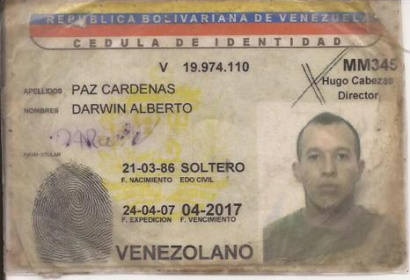 REPUBLICA BOLIVARIANA DE VENEZUELA
CEDULA DE IDENTIDAD
V 19.974.110
MM345
Hugo Cabezas
Director
APELLIDOS PAZ CARDENAS
NOMBRES DARWIN ALBERTO
FIRMA TITULAR
21-03-86 SOLTERO
F. NACIMIENTO EDO CIVIL
24-04-07 04-2017
F. EXPEDICION F. VENCIMIENTO
VENEZOLANO